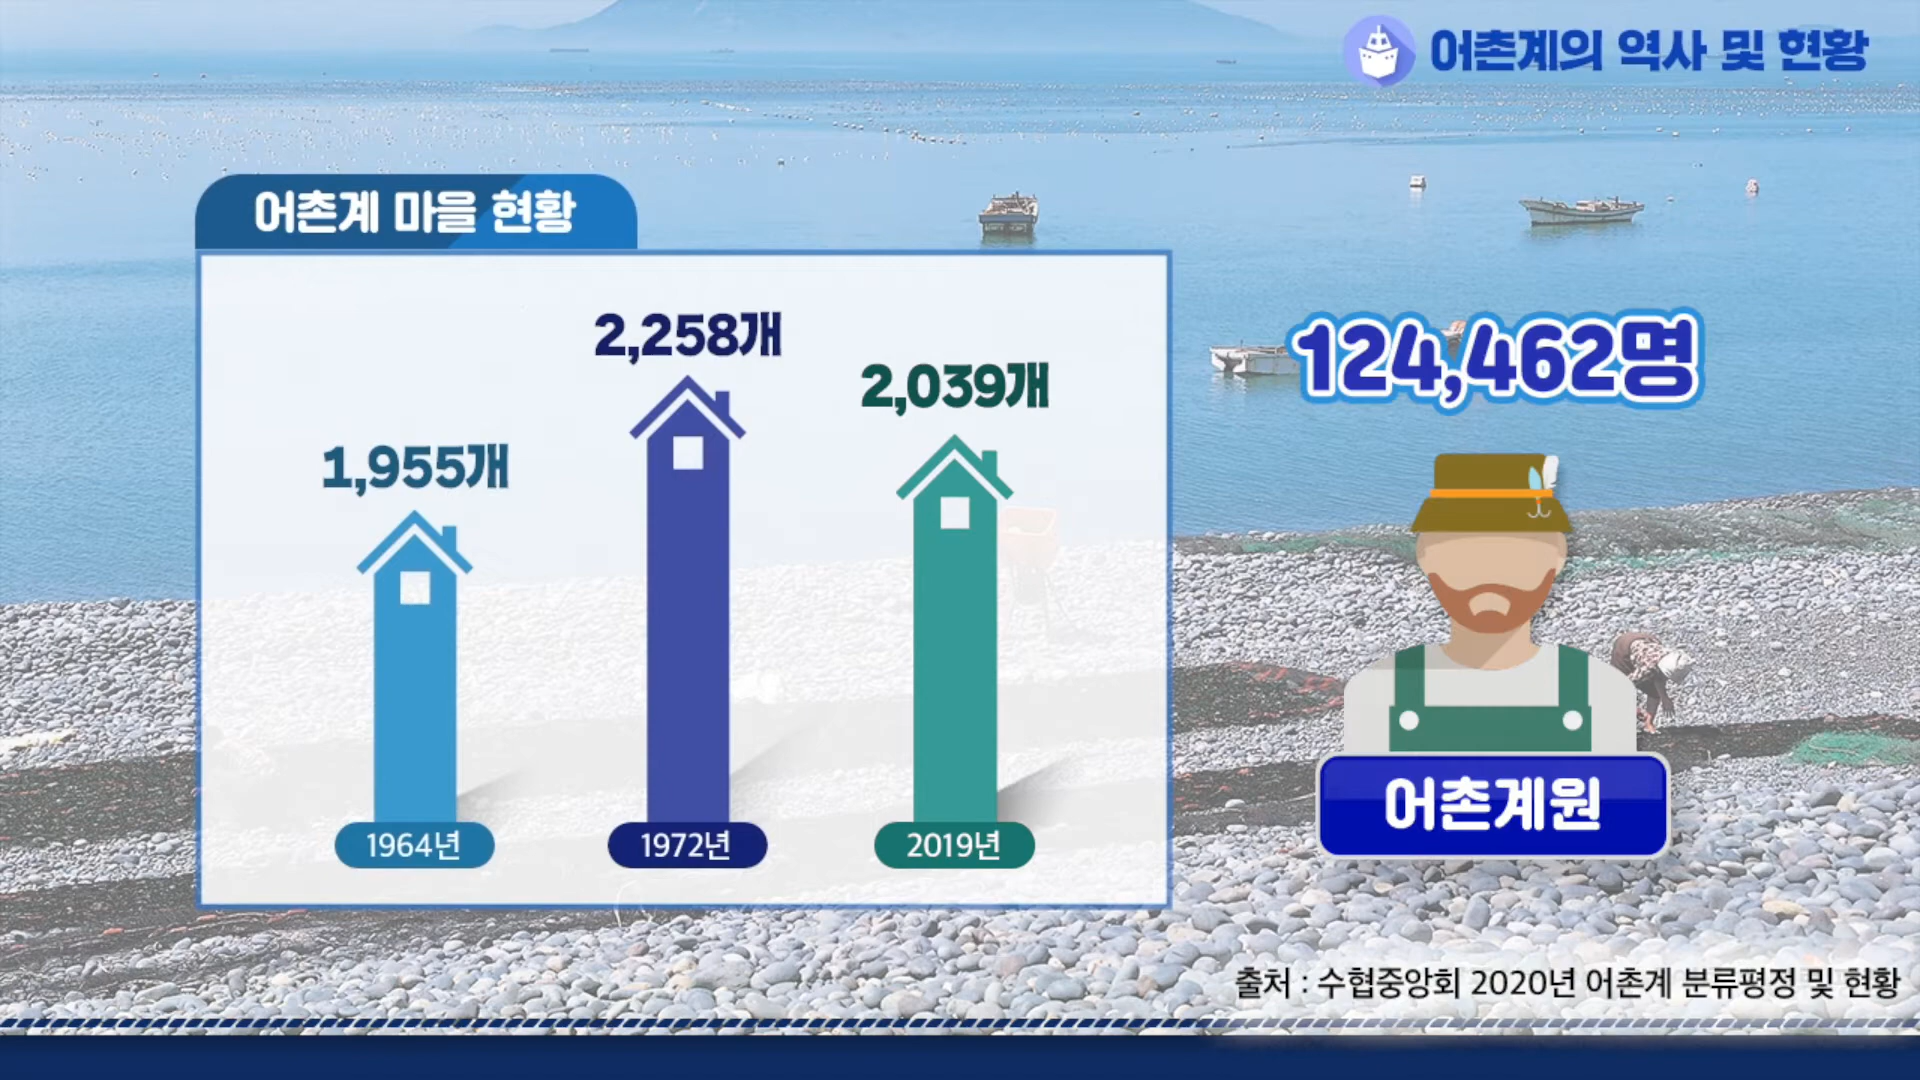 어촌계의 역사 및 현황
어촌계 마을 현황
1,955개
2,258개
2,039개
1964년
1972년
2019년
124,462명
어촌계원
출처 : 수협중앙회 2020년 어촌계 분류평정 및 현황